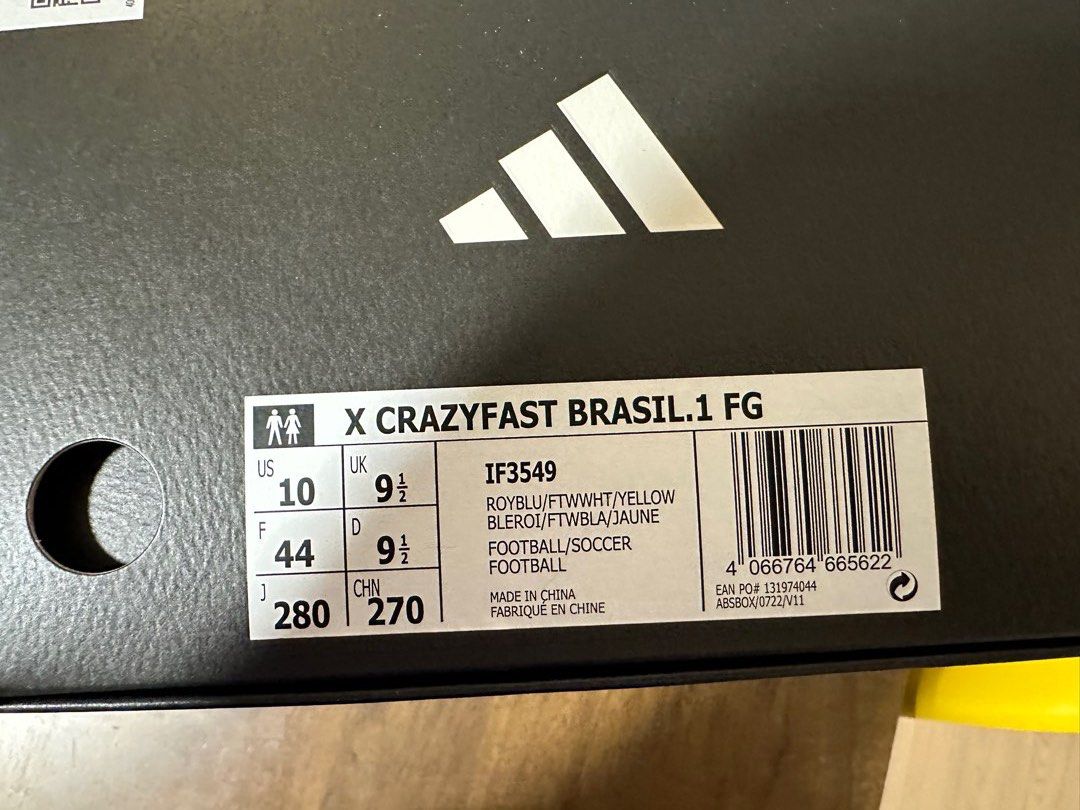 X CRAZYFAST BRASIL.1 FG
US 10 UK 9 1/2
F 44 D 9 1/2
J 280 CHN 270
IF3549
ROYBLU/FTWWHT/YELLOW
BLEROI/FTWBLA/JAUNE
FOOTBALL/SOCCER
FOOTBALL
MADE IN CHINA
FABRIQUÉ EN CHINE
4 066764 665622
EAN PO# 131974044
ABSBOX/0722/V11